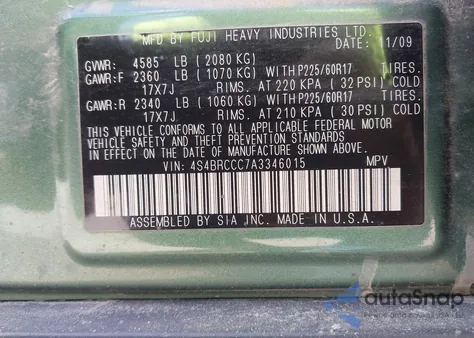 MFD BY FUJI HEAVY INDUSTRIES LTD.
DATE: 11/09
GVWR: 4585 LB (2080 KG)
GAWR:F 2360 LB (1070 KG) WITH P225/60R17 TIRES.
17X7J RIMS. AT 220 KPA (32 PSI) COLD
GAWR:R 2340 LB (1060 KG) WITH P225/60R17 TIRES.
17X7J RIMS. AT 210 KPA (30 PSI) COLD
THIS VEHICLE CONFORMS TO ALL APPLICABLE FEDERAL MOTOR
VEHICLE SAFETY AND THEFT PREVENTION STANDARDS IN
EFFECT ON THE DATE OF MANUFACTURE SHOWN ABOVE.
VIN: 4S4BRCCC7A3346015 MPV
ASSEMBLED BY SIA INC. MADE IN U.S.A.
autoSnap